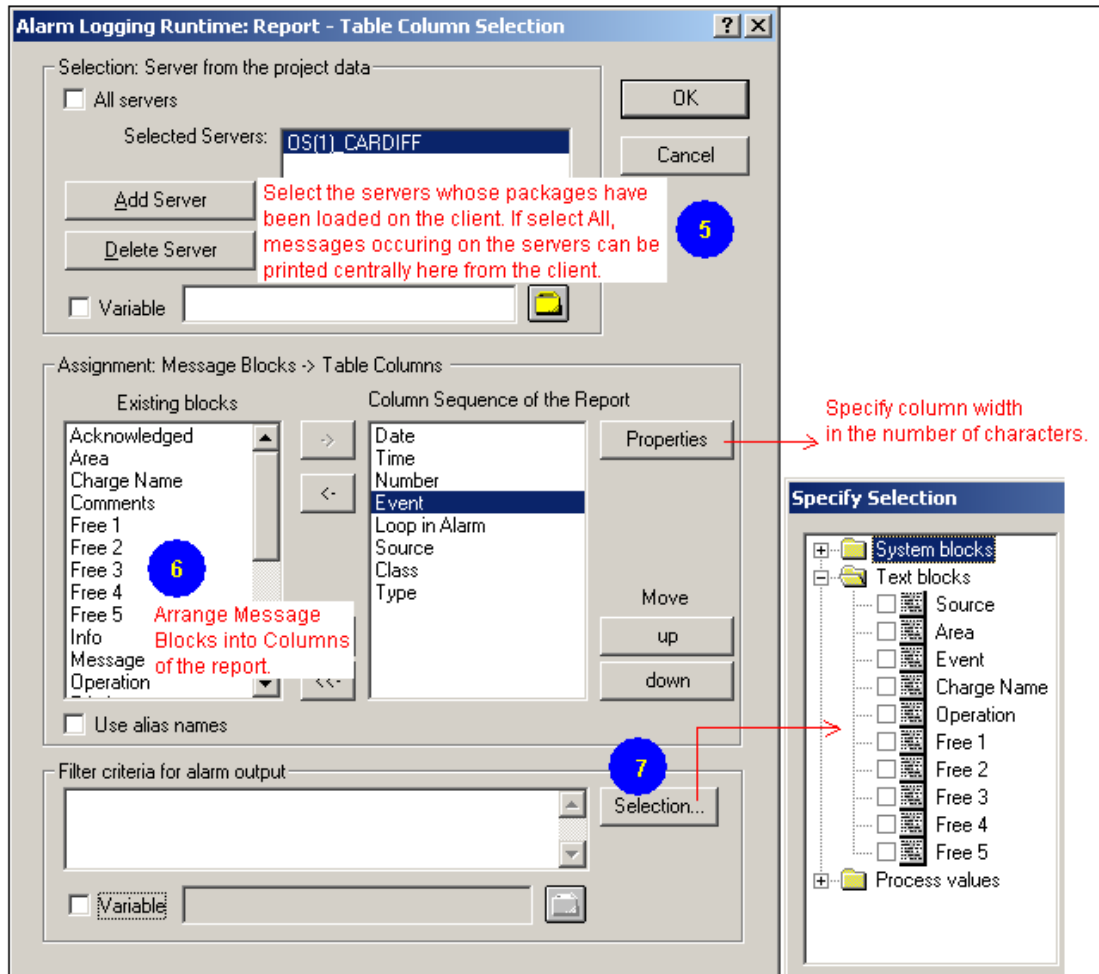 Alarm Logging Runtime: Report - Table Column Selection
Selection: Server from the project data
All servers
OK
Selected Servers:
OS(1)_CARDIFF
Cancel
Add Server
Select the servers whose packages have
been loaded on the client. If select All,
messages occuring on the servers can be
printed centrally here from the client.
5
Delete Server
Variable
Assignment: Message Blocks -> Table Columns
Existing blocks
Column Sequence of the Report
Acknowledged
Area
Charge Name
Comments
Free 1
Free 2
Free 3
Free 4
Free 5
Info
Message
Operation
->
<-
<<-
6
Arrange Message
Blocks into Columns
of the report.
Date
Time
Number
Event
Loop in Alarm
Source
Class
Type
Properties
Specify column width
in the number of characters.
Move
up
down
Use alias names
Filter criteria for alarm output
7
Selection...
Variable
Specify Selection
System blocks
Text blocks
Source
Area
Event
Charge Name
Operation
Free 1
Free 2
Free 3
Free 4
Free 5
Process values